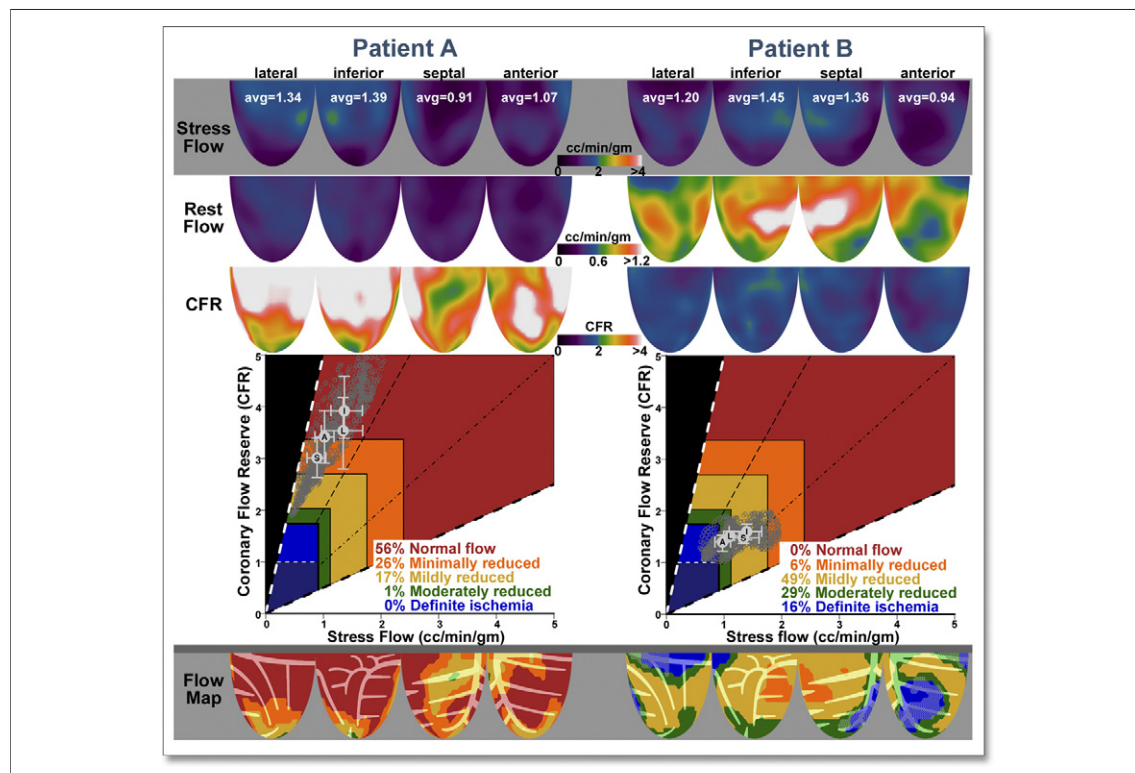 Patient A Patient B
lateral inferior septal anterior lateral inferior septal anterior
Stress Flow avg=1.34 avg=1.39 avg=0.91 avg=1.07 avg=1.20 avg=1.45 avg=1.36 avg=0.94
cc/min/gm
0 2 >4
Rest Flow
cc/min/gm
0 0.6 >1.2
CFR
CFR
0 2 >4
Coronary Flow Reserve (CFR)
5
4
3
2
1
0
I
L
A
S
56% Normal flow
26% Minimally reduced
17% Mildly reduced
1% Moderately reduced
0% Definite ischemia
0 1 2 3 4 5
Stress Flow (cc/min/gm)
Coronary Flow Reserve (CFR)
5
4
3
2
1
0
A L S I
0% Normal flow
6% Minimally reduced
49% Mildly reduced
29% Moderately reduced
16% Definite ischemia
0 1 2 3 4 5
Stress flow (cc/min/gm)
Flow Map